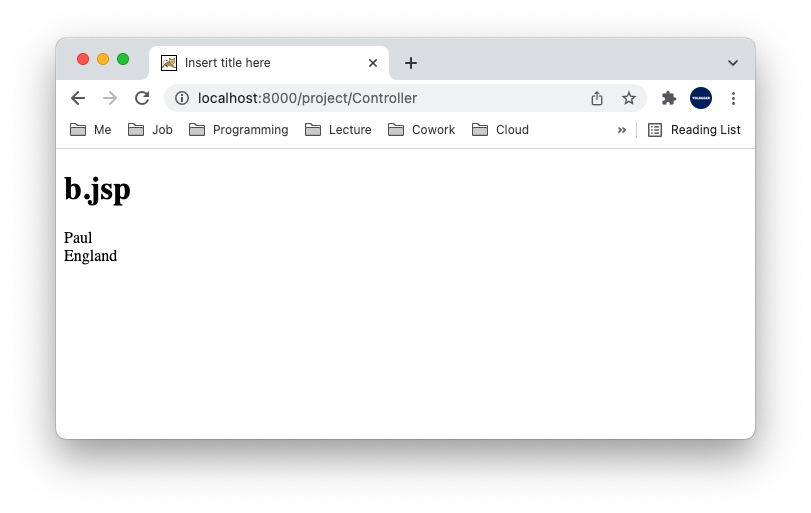 Insert title here
localhost:8000/project/Controller
Me Job Programming Lecture Cowork Cloud » Reading List
b.jsp
Paul
England